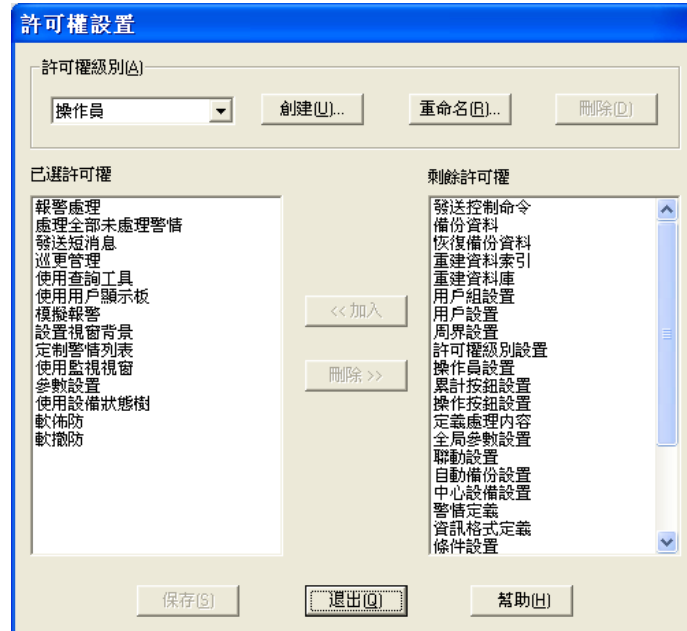 許可權設置
許可權級別(A)
操作員
創建(U)...
重命名(R)...
刪除(D)
已選許可權
報警處理
處理全部未處理警情
發送短消息
巡更管理
使用查詢工具
使用用戶顯示板
模擬報警
設置視窗背景
定制警情列表
使用監視視窗
參數設置
使用設備狀態樹
軟佈防
軟撤防
<< 加入
刪除 >>
剩餘許可權
發送控制命令
備份資料
恢復備份資料
重建資料索引
重建資料庫
用戶組設置
用戶設置
周界設置
許可權級別設置
操作員設置
累計按鈕設置
操作按鈕設置
定義處理內容
全局參數設置
聯動設置
自動備份設置
中心設備設置
警情定義
資訊格式定義
條件設置
保存(S)
退出(Q)
幫助(H)